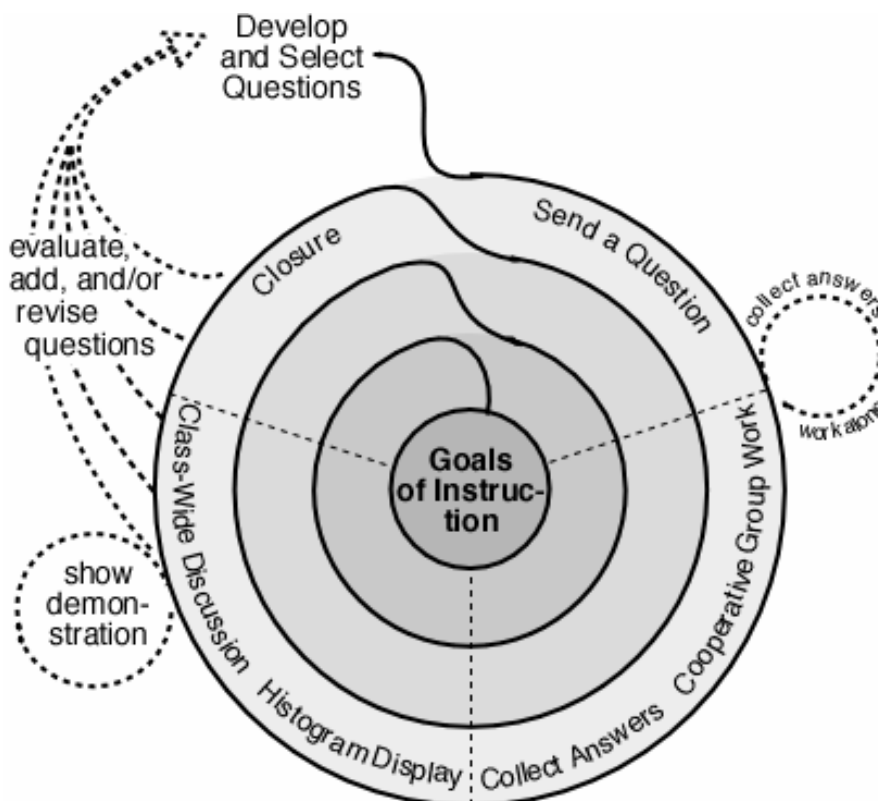 Develop
and Select
Questions
Send a Question
collect answers
work alone
Cooperative Group Work
Collect Answers
Histogram Display
Class-Wide Discussion
show
demon-
stration
Closure
evaluate,
add, and/or
revise
questions
Goals
of Instruc-
tion